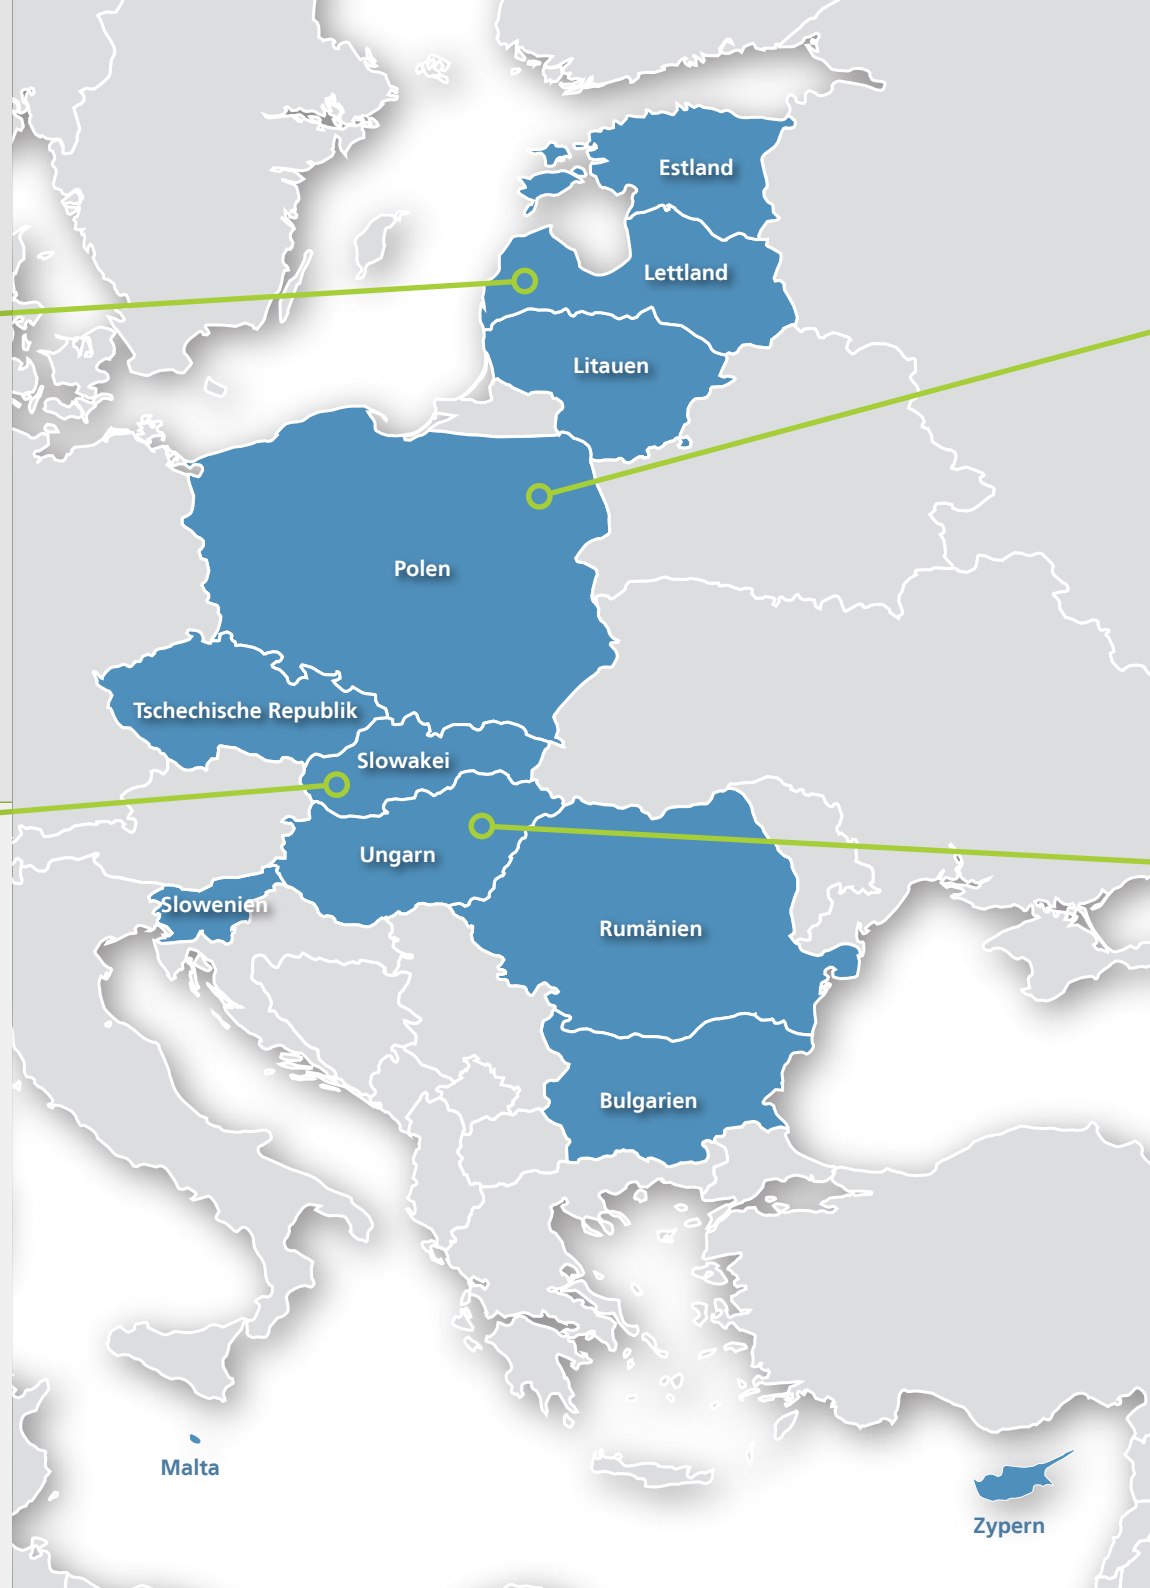 Estland
Lettland
Litauen
Polen
Tschechische Republik
Slowakei
Ungarn
Slowenien
Rumänien
Bulgarien
Malta
Zypern